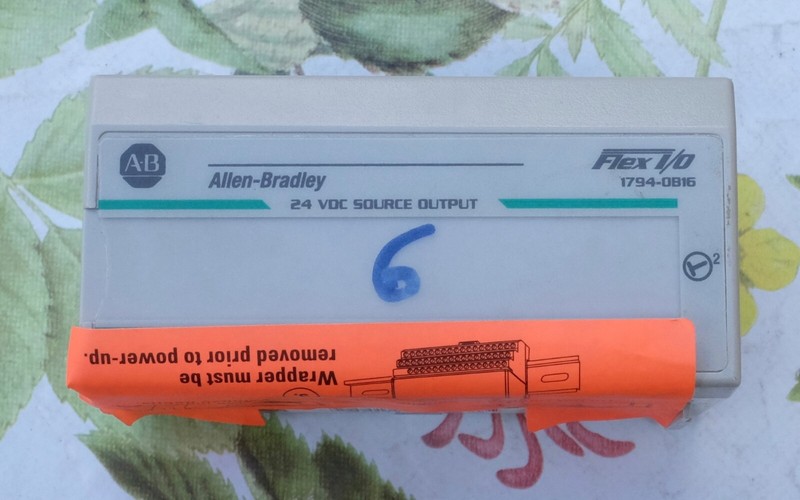 A·B
Allen-Bradley
Flex I/O
1794-OB16
24 VDC SOURCE OUTPUT
6
T 2
Wrapper must be
removed prior to power-up.